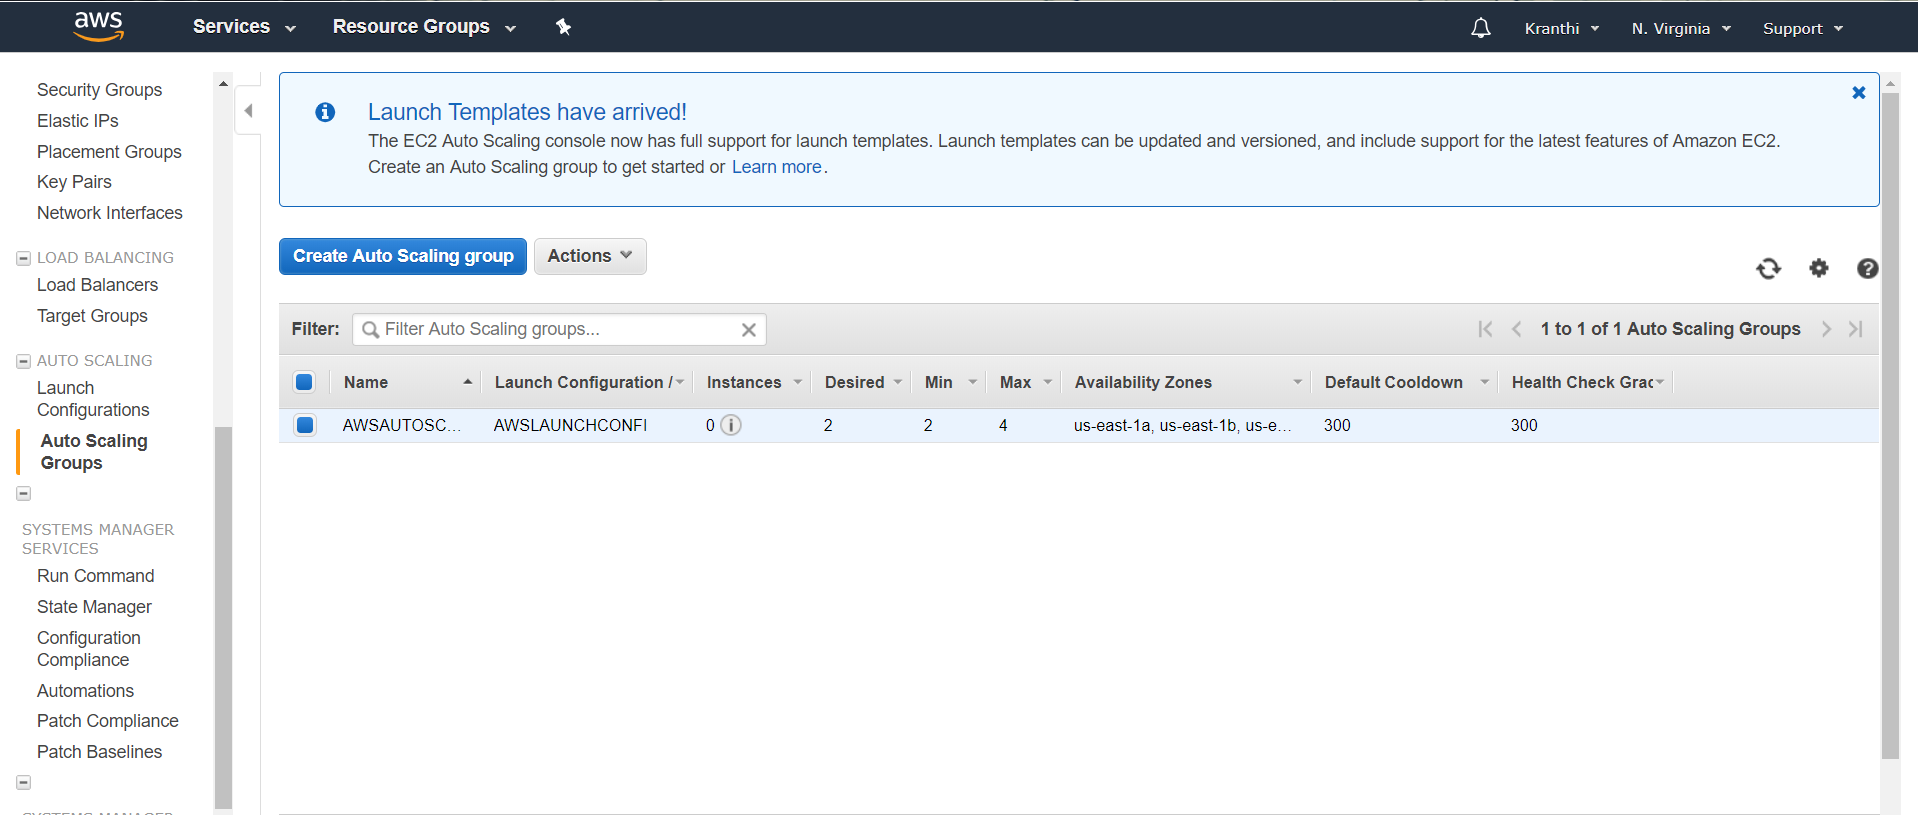 aws
Services
Resource Groups
Kranthi
N. Virginia
Support
Security Groups
Elastic IPs
Placement Groups
Key Pairs
Network Interfaces
LOAD BALANCING
Load Balancers
Target Groups
AUTO SCALING
Launch
Configurations
Auto Scaling
Groups
SYSTEMS MANAGER
SERVICES
Run Command
State Manager
Configuration
Compliance
Automations
Patch Compliance
Patch Baselines
SYSTEMS MANAGER
Launch Templates have arrived!
The EC2 Auto Scaling console now has full support for launch templates. Launch templates can be updated and versioned, and include support for the latest features of Amazon EC2.
Create an Auto Scaling group to get started or Learn more.
Create Auto Scaling group
Actions
Filter: Filter Auto Scaling groups...
1 to 1 of 1 Auto Scaling Groups
Name Launch Configuration / Instances Desired Min Max Availability Zones Default Cooldown Health Check Grac
AWSAUTOSC... AWSLAUNCHCONFI 0 2 2 4 us-east-1a, us-east-1b, us-e... 300 300